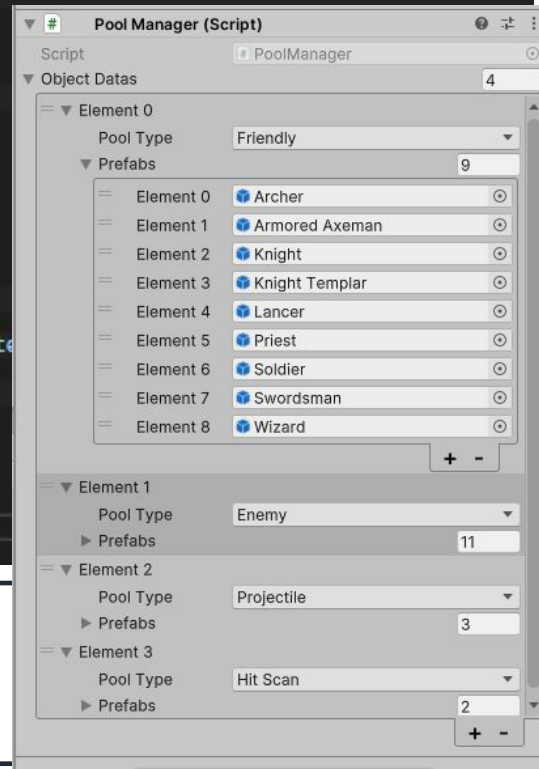 # Pool Manager (Script)
Script PoolManager
Object Datas 4
Element 0
Pool Type Friendly
Prefabs 9
Element 0 Archer
Element 1 Armored Axeman
Element 2 Knight
Element 3 Knight Templar
Element 4 Lancer
Element 5 Priest
Element 6 Soldier
Element 7 Swordsman
Element 8 Wizard
+ -
Element 1
Pool Type Enemy
Prefabs 11
Element 2
Pool Type Projectile
Prefabs 3
Element 3
Pool Type Hit Scan
Prefabs 2
+ -